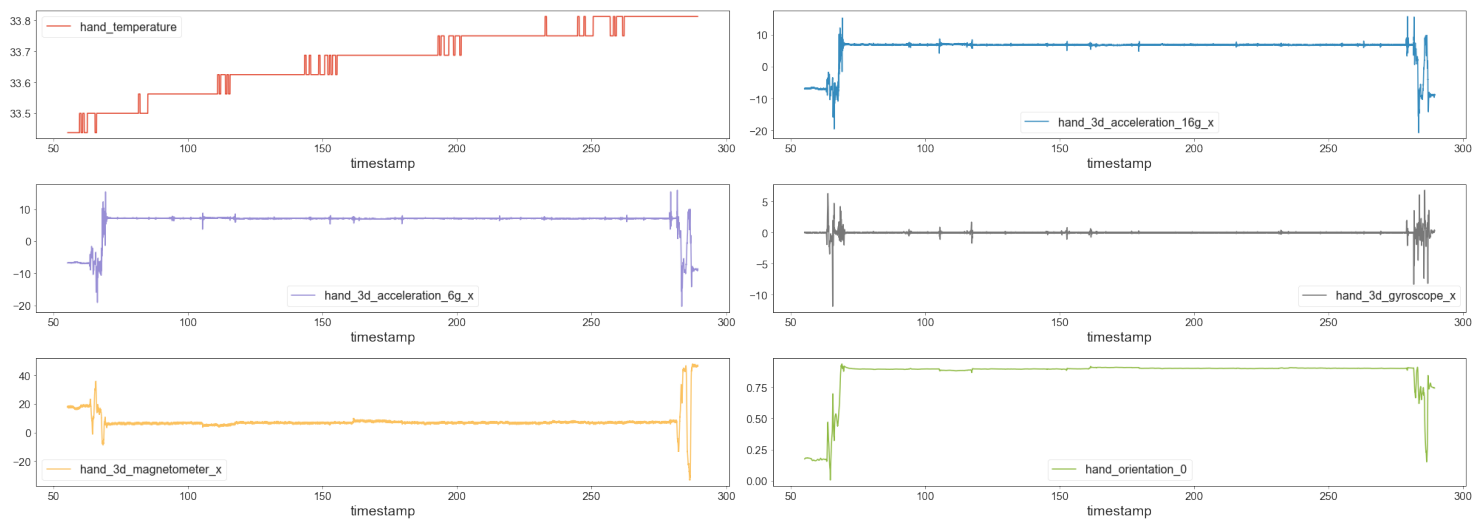 33.8
33.7
33.6
33.5
hand_temperature
50 100 150 200 250 300
timestamp
10
0
−10
−20
hand_3d_acceleration_16g_x
50 100 150 200 250 300
timestamp
10
0
−10
−20
hand_3d_acceleration_6g_x
50 100 150 200 250 300
timestamp
5
0
−5
−10
hand_3d_gyroscope_x
50 100 150 200 250 300
timestamp
40
20
0
−20
hand_3d_magnetometer_x
50 100 150 200 250 300
timestamp
0.75
0.50
0.25
0.00
hand_orientation_0
50 100 150 200 250 300
timestamp